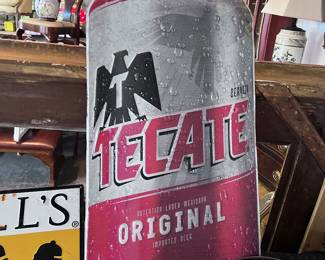 CERVEZA
T
TECATE
AUTENTICA LAGER MEXICANA
ORIGINAL
IMPORTED BEER
LL'S®